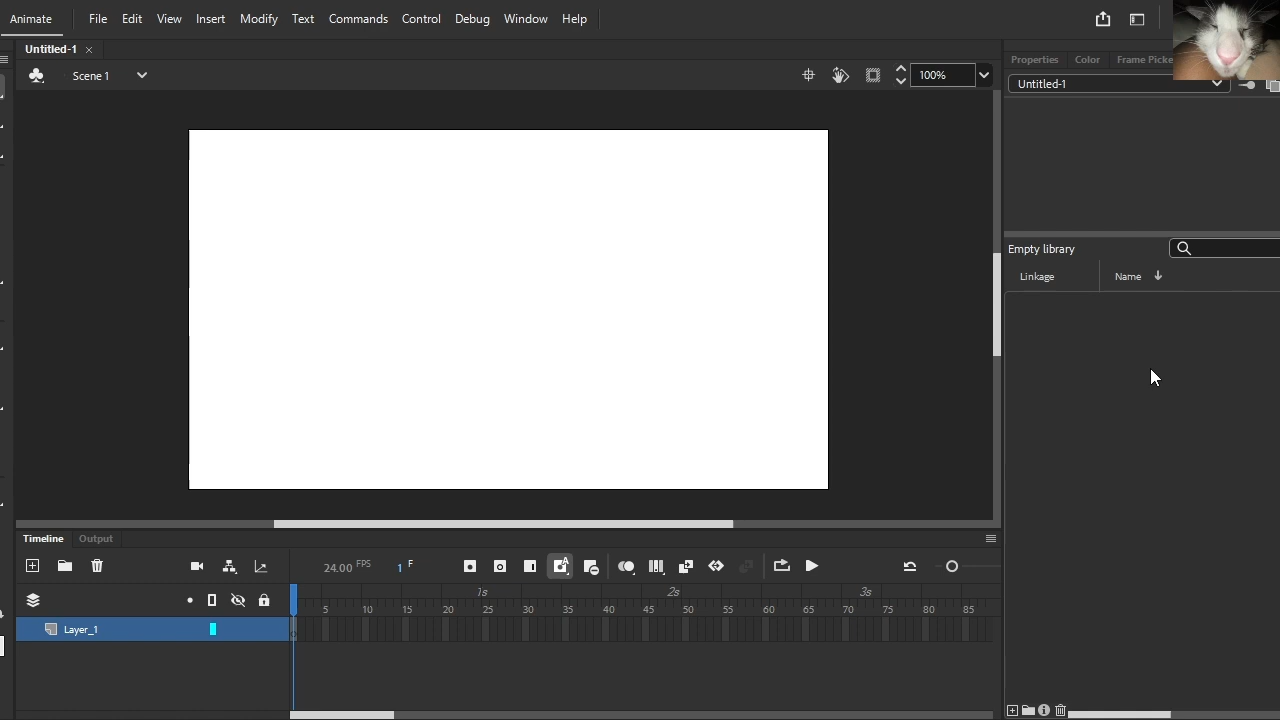 Animate File Edit View Insert Modify Text Commands Control Debug Window Help
Untitled-1
Properties Color Frame Picke
Scene 1 100%
Untitled-1
Empty library
Linkage Name
Timeline Output
24.00 FPS 1 F
1s 2s 3s
5 10 15 20 25 30 35 40 45 50 55 60 65 70 75 80 85
Layer_1